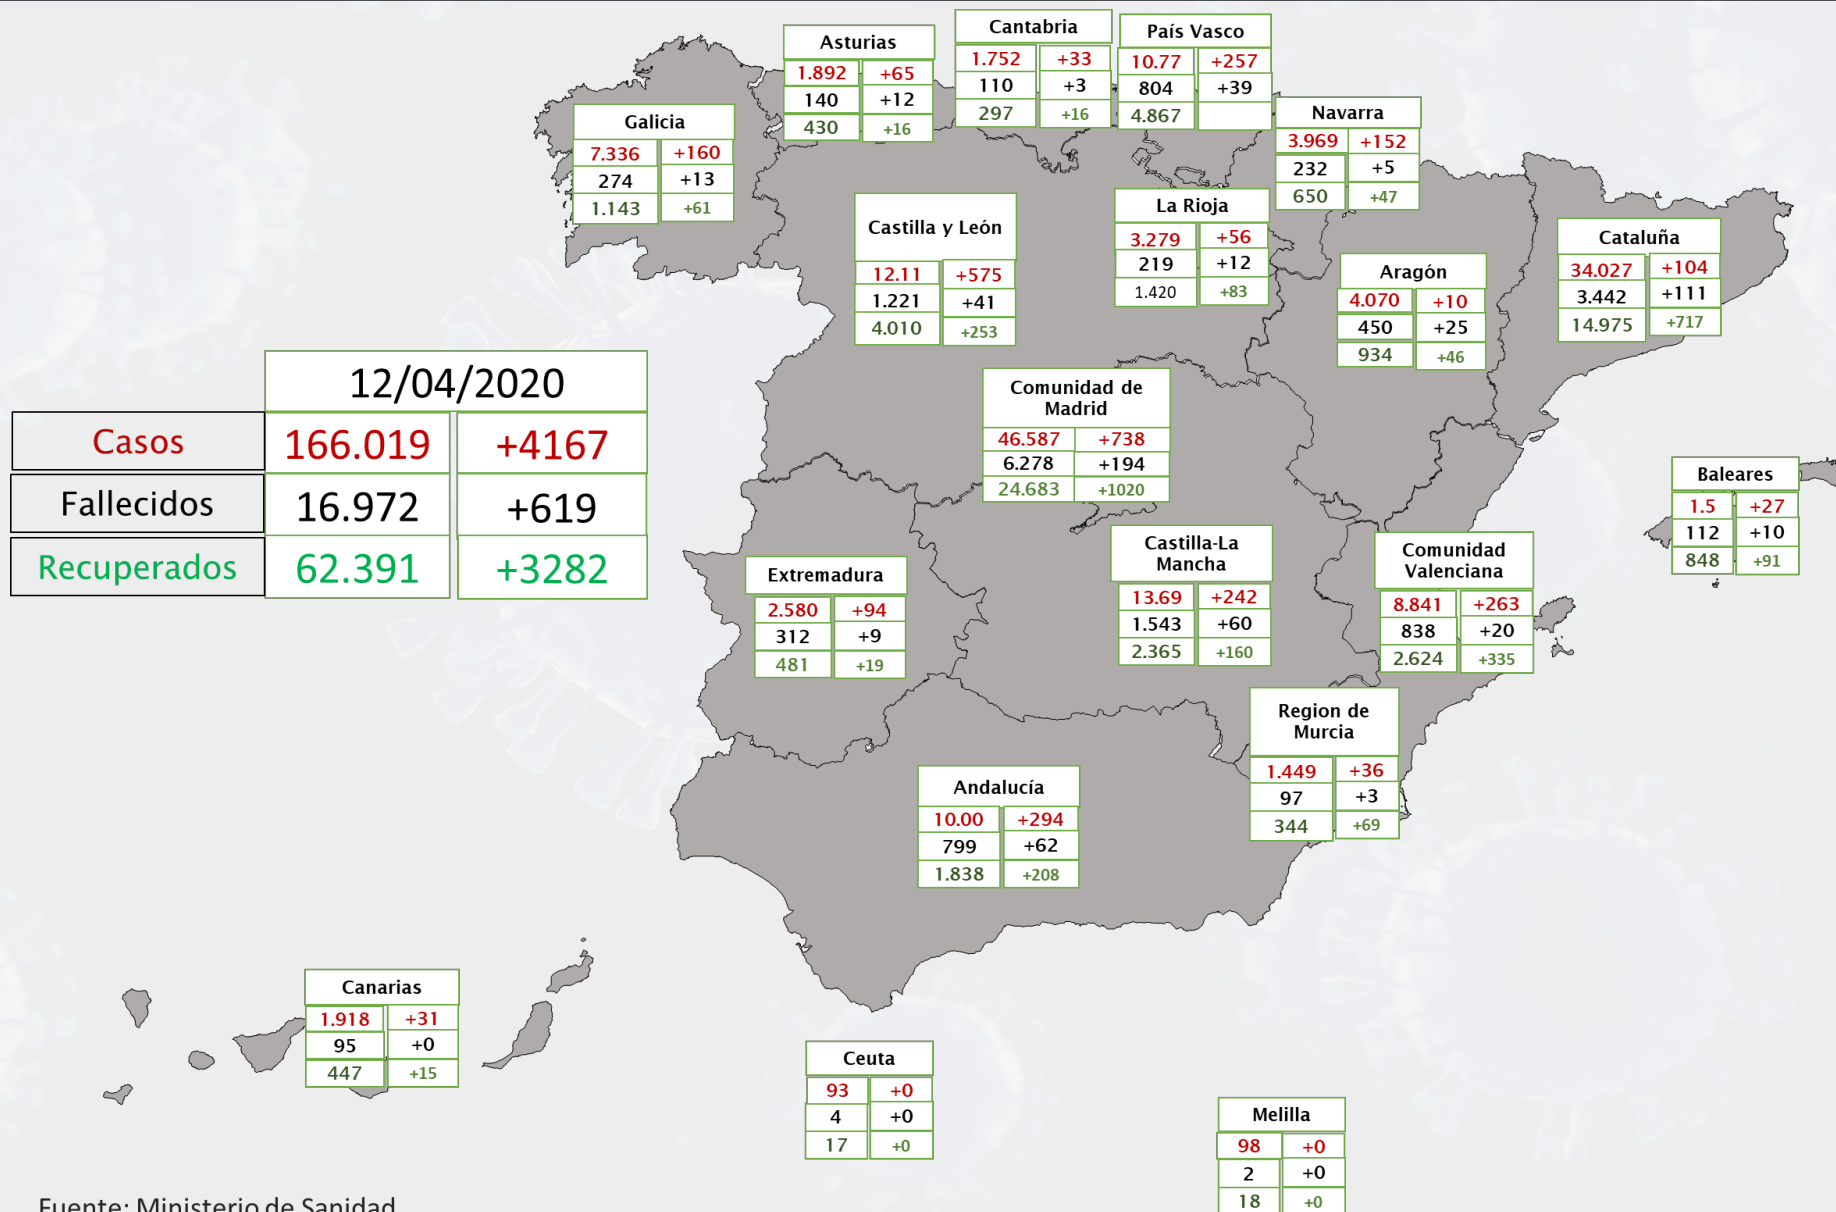 Asturias
1.892 +65
140 +12
430 +16
Cantabria
1.752 +33
110 +3
297 +16
País Vasco
10.77 +257
804 +39
4.867
Navarra
3.969 +152
232 +5
650 +47
Galicia
7.336 +160
274 +13
1.143 +61
Castilla y León
12.11 +575
1.221 +41
4.010 +253
La Rioja
3.279 +56
219 +12
1.420 +83
Aragón
4.070 +10
450 +25
934 +46
Cataluña
34.027 +104
3.442 +111
14.975 +717
12/04/2020
Casos 166.019 +4167
Fallecidos 16.972 +619
Recuperados 62.391 +3282
Comunidad de
Madrid
46.587 +738
6.278 +194
24.683 +1020
Baleares
1.5 +27
112 +10
848 +91
Extremadura
2.580 +94
312 +9
481 +19
Castilla-La
Mancha
13.69 +242
1.543 +60
2.365 +160
Comunidad
Valenciana
8.841 +263
838 +20
2.624 +335
Region de
Murcia
1.449 +36
97 +3
344 +69
Andalucía
10.00 +294
799 +62
1.838 +208
Canarias
1.918 +31
95 +0
447 +15
Ceuta
93 +0
4 +0
17 +0
Melilla
98 +0
2 +0
18 +0
Fuente: Ministerio de Sanidad